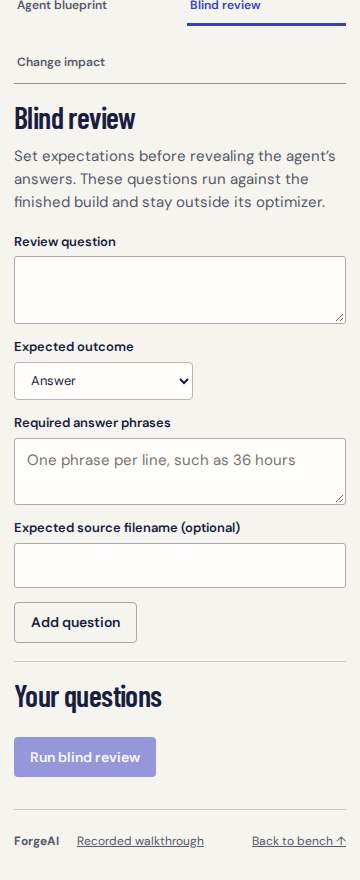 Agent blueprint
Blind review
Change impact
Blind review
Set expectations before revealing the agent's
answers. These questions run against the
finished build and stay outside its optimizer.
Review question
Expected outcome
Answer
Required answer phrases
One phrase per line, such as 36 hours
Expected source filename (optional)
Add question
Your questions
Run blind review
ForgeAI Recorded walkthrough Back to bench ↑